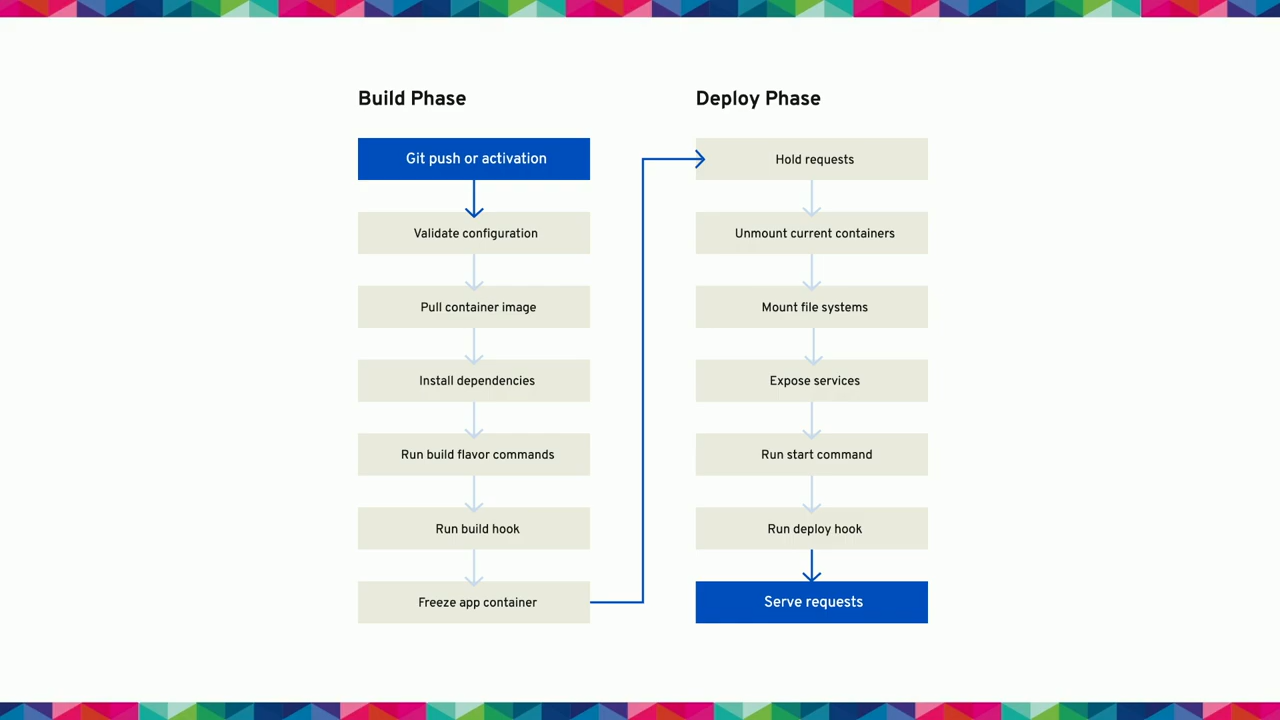 Build Phase
Git push or activation
Validate configuration
Pull container image
Install dependencies
Run build flavor commands
Run build hook
Freeze app container
Deploy Phase
Hold requests
Unmount current containers
Mount file systems
Expose services
Run start command
Run deploy hook
Serve requests